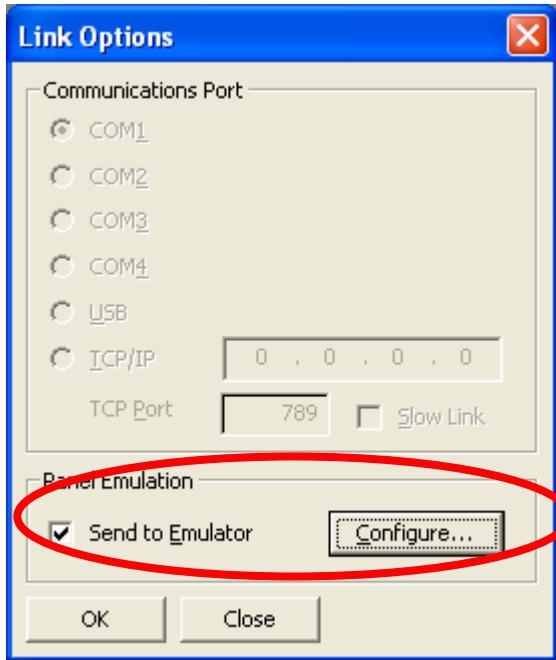 Link Options
Communications Port
COM1
COM2
COM3
COM4
USB
TCP/IP 0 . 0 . 0 . 0
TCP Port 789 Slow Link
Panel Emulation
Send to Emulator Configure...
OK Close